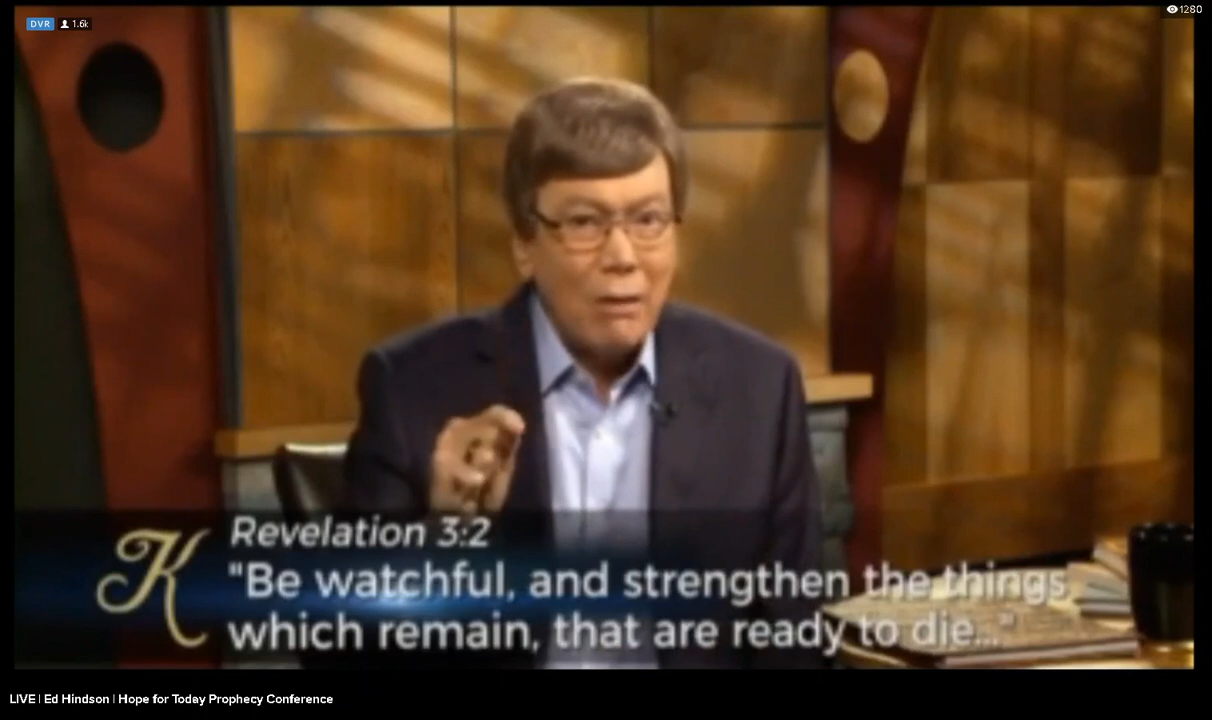 DVR 1.6k
1280
K
Revelation 3:2
"Be watchful, and strengthen the things
which remain, that are ready to die..."
LIVE | Ed Hindson | Hope for Today Prophecy Conference